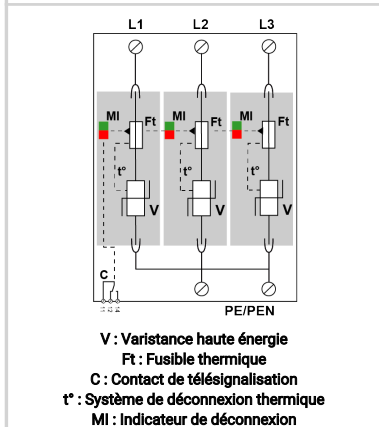 L1 L2 L3
MI Ft MI Ft MI Ft
t° t° t°
V V V
C
PE/PEN
V : Varistance haute énergie
Ft : Fusible thermique
C : Contact de télésignalisation
t° : Système de déconnexion thermique
MI : Indicateur de déconnexion